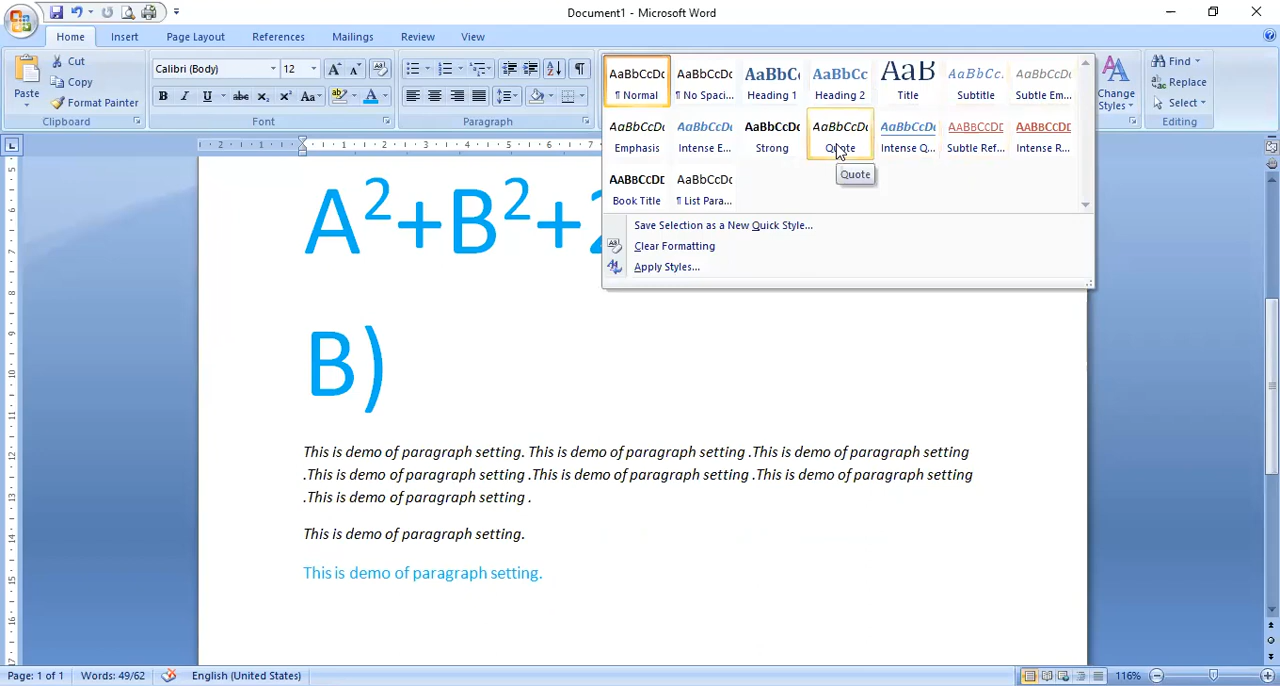 Document1 - Microsoft Word
Home Insert Page Layout References Mailings Review View
Paste
Cut
Copy
Format Painter
Clipboard
Calibri (Body) 12
Font
Paragraph
AaBbCcDc AaBbCcDc AaBbC AaBbCc AaB AaBbCc. AaBbCcDc
¶ Normal ¶ No Spaci... Heading 1 Heading 2 Title Subtitle Subtle Em...
AaBbCcDc AaBbCcDc AaBbCcDc AaBbCcDc AaBbCcDc AABBCCDD AABBCCDD
Emphasis Intense E... Strong Quote Intense Q... Subtle Ref... Intense R...
Quote
AABBCCDD AaBbCcDc
Book Title ¶ List Para...
Save Selection as a New Quick Style...
Clear Formatting
Apply Styles...
Change
Styles
Find
Replace
Select
Editing
A²+B²+2
B)
This is demo of paragraph setting. This is demo of paragraph setting .This is demo of paragraph setting
.This is demo of paragraph setting .This is demo of paragraph setting .This is demo of paragraph setting
.This is demo of paragraph setting .
This is demo of paragraph setting.
This is demo of paragraph setting.
Page: 1 of 1 Words: 49/62 English (United States) 116%